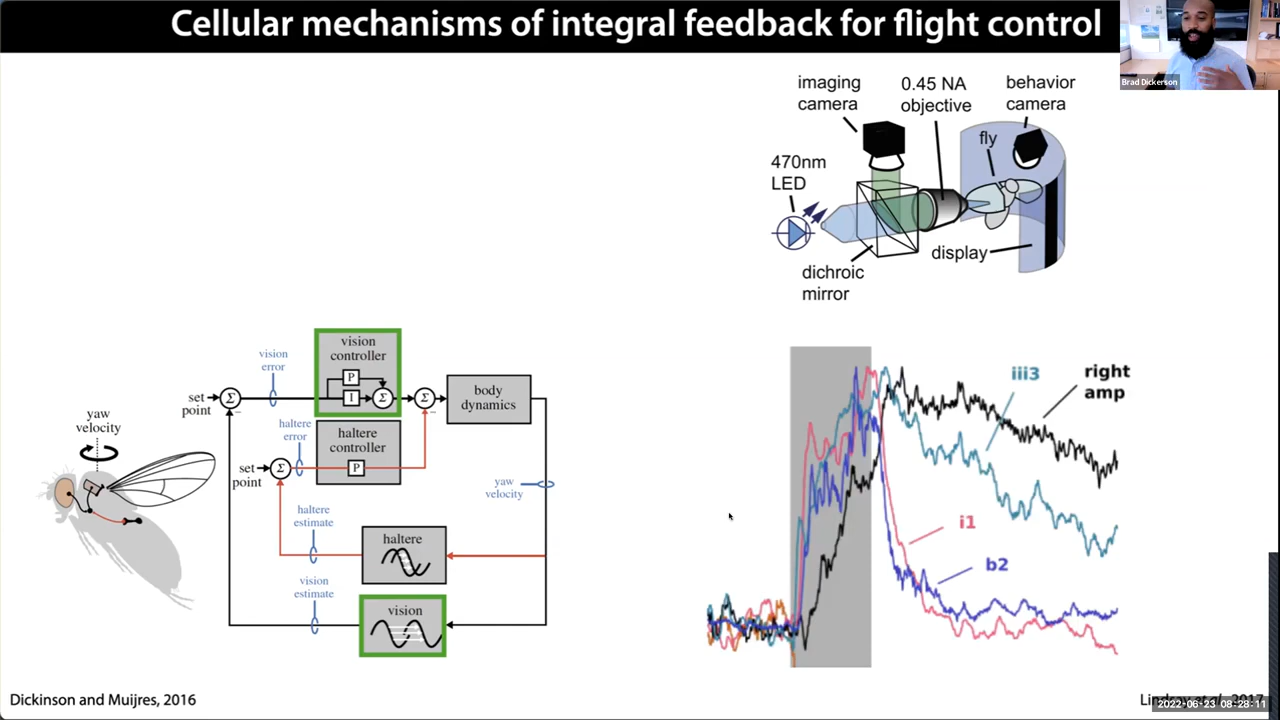 Cellular mechanisms of integral feedback for flight control
Brad Dickerson
imaging
camera
0.45 NA
objective
behavior
camera
470nm
LED
fly
display
dichroic
mirror
vision
controller
P
I
Σ
vision
error
set
point
Σ
−
Σ
−
body
dynamics
haltere
error
haltere
controller
P
set
point
Σ
yaw
velocity
yaw
velocity
haltere
estimate
haltere
vision
estimate
vision
iii3
right
amp
i1
b2
Dickinson and Muijres, 2016
2017
2022-06-23 08:28:11